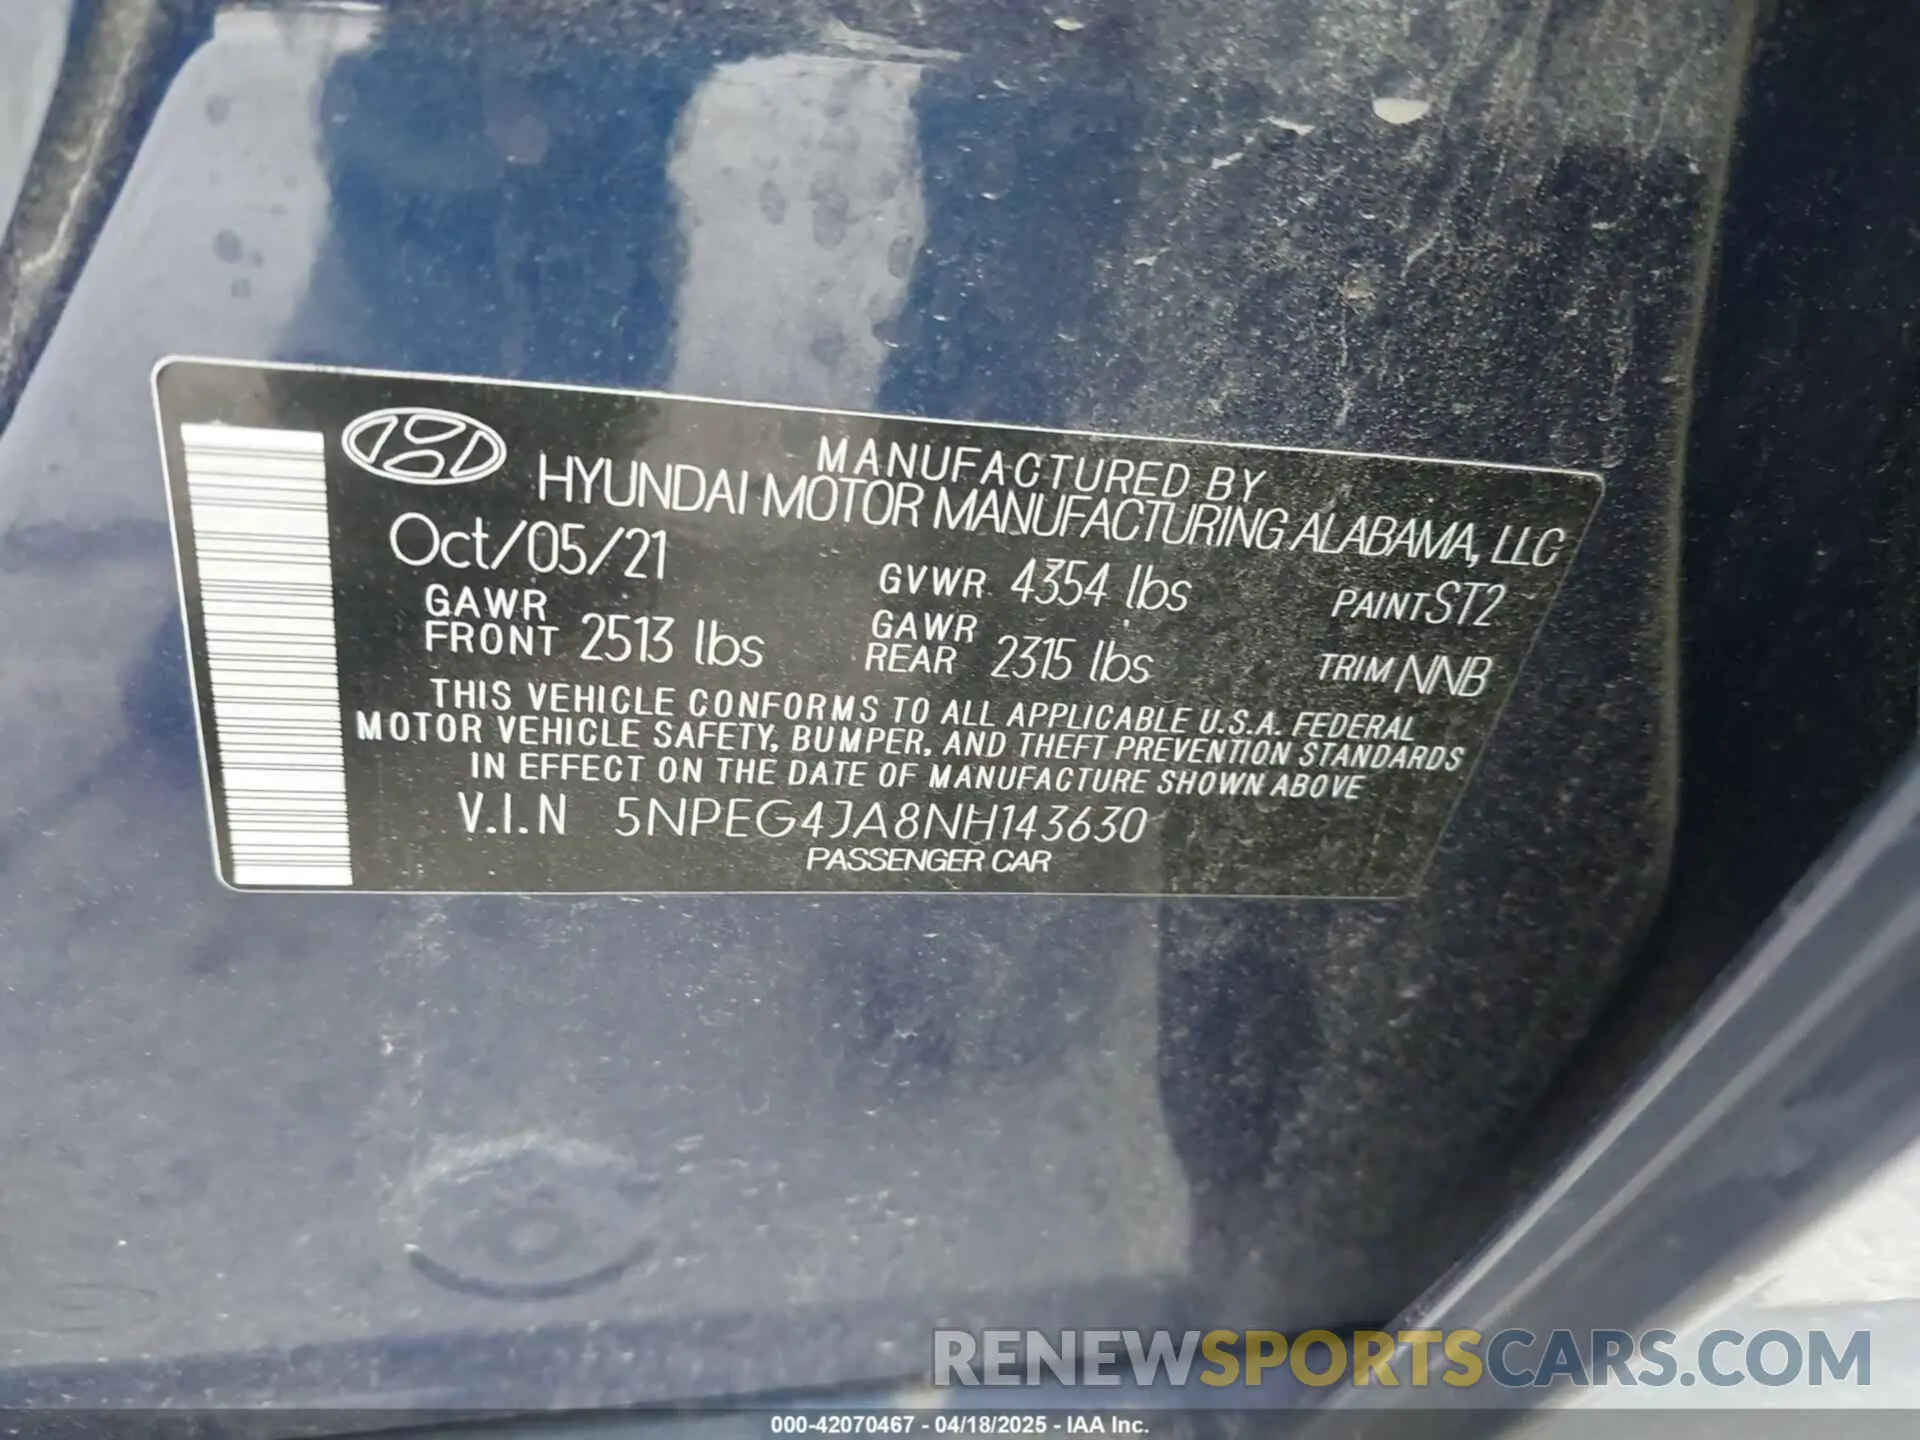 MANUFACTURED BY
HYUNDAI MOTOR MANUFACTURING ALABAMA, LLC
Oct/05/21
GVWR 4354 lbs
PAINT ST2
GAWR FRONT 2513 lbs
GAWR REAR 2315 lbs
TRIM NNB
THIS VEHICLE CONFORMS TO ALL APPLICABLE U.S.A. FEDERAL
MOTOR VEHICLE SAFETY, BUMPER, AND THEFT PREVENTION STANDARDS
IN EFFECT ON THE DATE OF MANUFACTURE SHOWN ABOVE
V.I.N 5NPEG4JA8NH143630
PASSENGER CAR
RENEWSPORTSCARS.COM
000-42070467 - 04/18/2025 - IAA Inc.